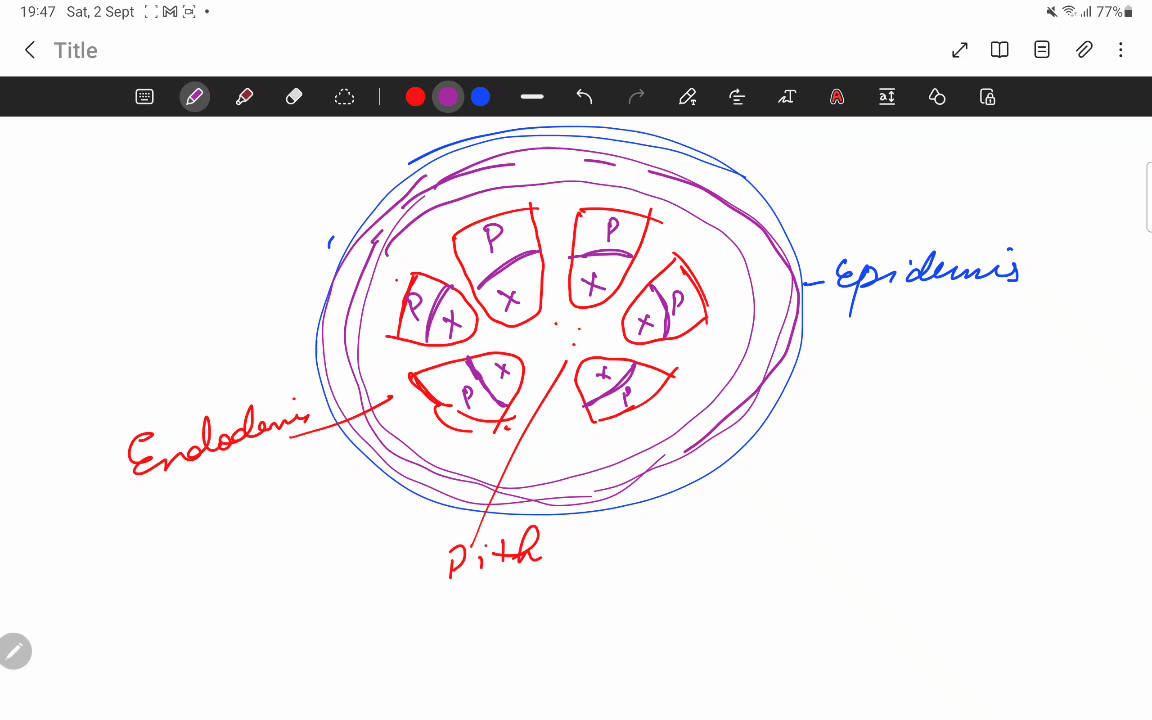 19:47 Sat, 2 Sept 77%
Title
P
P
x
x
P
x
x
P
x
P
x
P
Epidemis
Endodemis
Pith